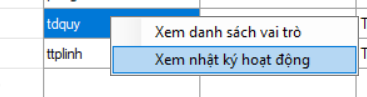 tdquy
Xem danh sách vai trò
ttplinh
Xem nhật ký hoạt động